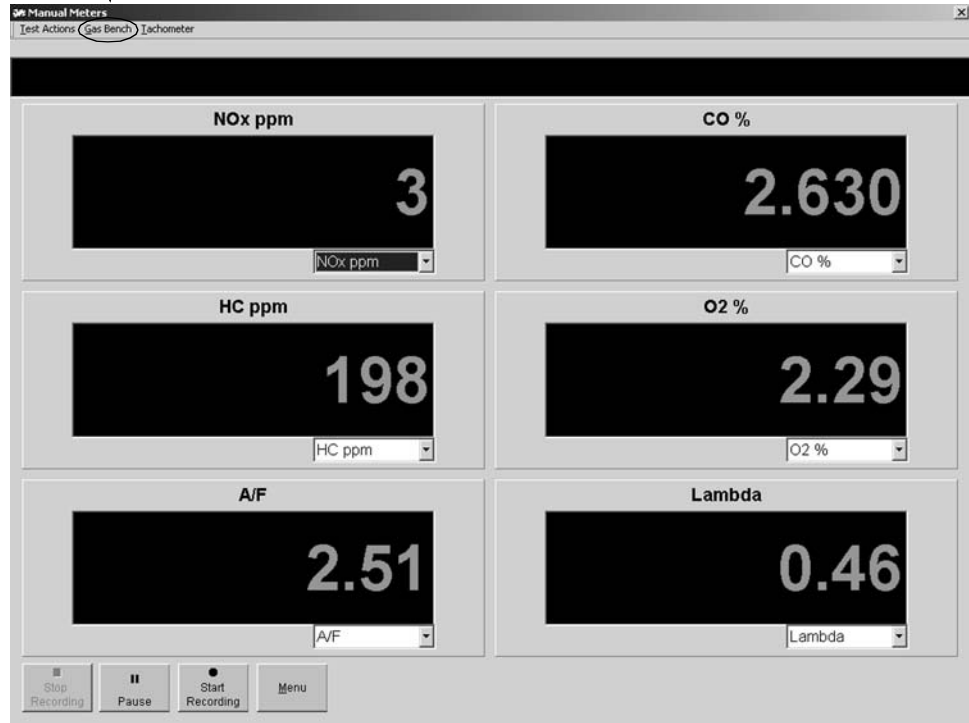 Manual Meters
Test Actions Gas Bench Tachometer
NOx ppm
3
NOx ppm
CO %
2.630
CO %
HC ppm
198
HC ppm
O2 %
2.29
O2 %
A/F
2.51
A/F
Lambda
0.46
Lambda
Stop
Recording
Pause
Start
Recording
Menu